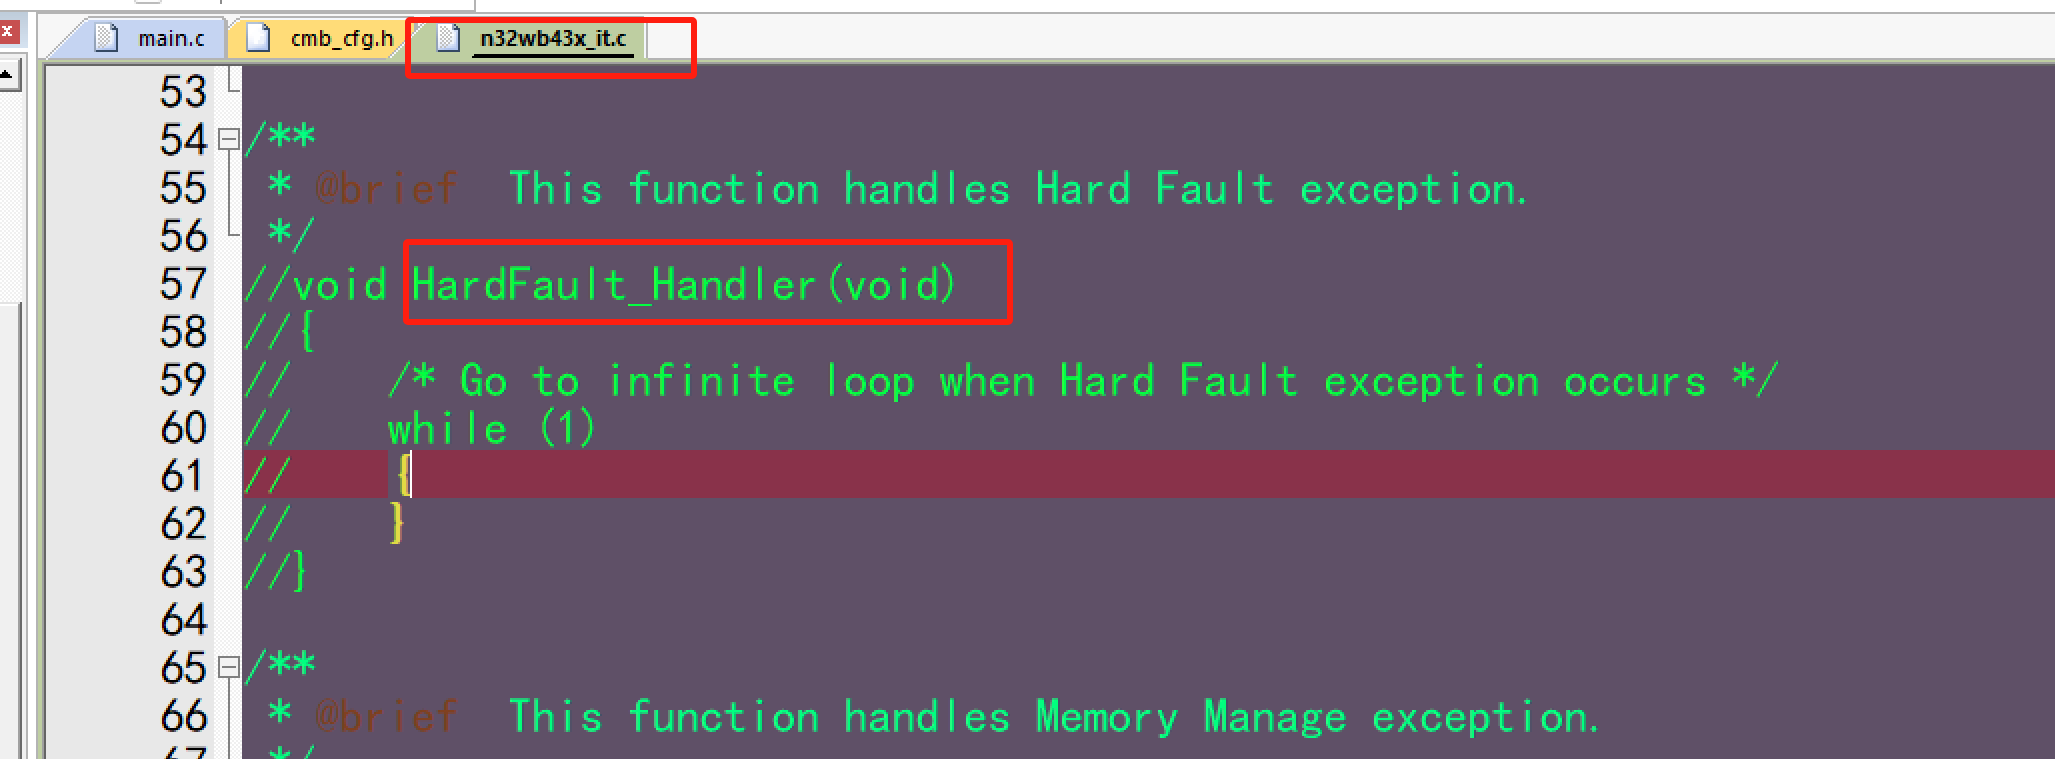 x
main.c cmb_cfg.h n32wb43x_it.c
53
54 /**
55 * @brief  This function handles Hard Fault exception.
56 */
57 //void HardFault_Handler(void)
58 //{
59 //    /* Go to infinite loop when Hard Fault exception occurs */
60 //    while (1)
61 //    {
62 //    }
63 //}
64
65 /**
66 * @brief  This function handles Memory Manage exception.
67 */